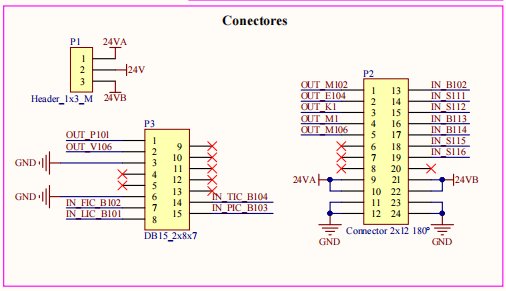 Conectores
P1
24VA
1
2
3
24V
24VB
Header_1x3_M
P3
OUT_P101
OUT_V106
GND
GND
IN_FIC_B102
IN_LIC_B101
1
2
3
4
5
6
7
8
9
10
11
12
13
14
15
IN_TIC_B104
IN_PIC_B103
DB15_2x8x7
P2
OUT_M102
OUT_E104
OUT_K1
OUT_M1
OUT_M106
24VA
1 13
2 14
3 15
4 16
5 17
6 18
7 19
8 20
9 21
10 22
11 23
12 24
IN_B102
IN_S111
IN_S112
IN_B113
IN_B114
IN_S115
IN_S116
24VB
GND
GND
Connector 2x12 180°